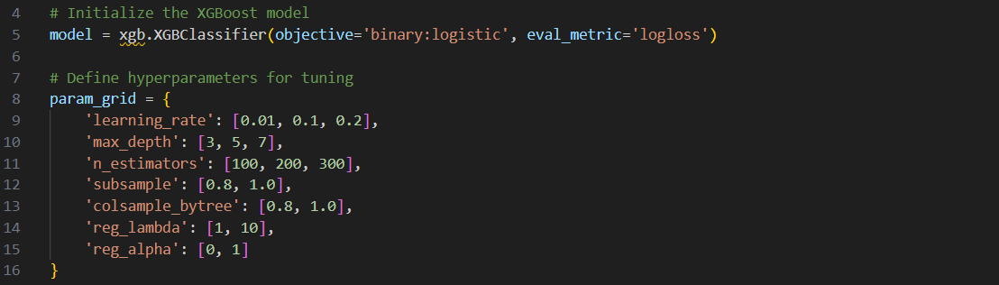 4 # Initialize the XGBoost model
5 model = xgb.XGBClassifier(objective='binary:logistic', eval_metric='logloss')
6
7 # Define hyperparameters for tuning
8 param_grid = {
9     'learning_rate': [0.01, 0.1, 0.2],
10     'max_depth': [3, 5, 7],
11     'n_estimators': [100, 200, 300],
12     'subsample': [0.8, 1.0],
13     'colsample_bytree': [0.8, 1.0],
14     'reg_lambda': [1, 10],
15     'reg_alpha': [0, 1]
16 }